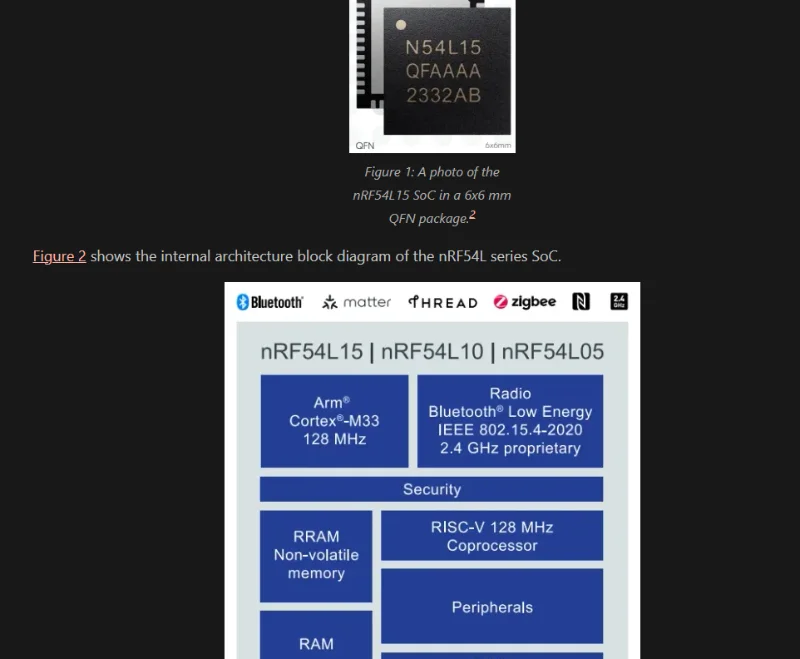 N54L15
QFAAAA
2332AB
QFN
6x6mm
Figure 1: A photo of the
nRF54L15 SoC in a 6x6 mm
QFN package.2
Figure 2 shows the internal architecture block diagram of the nRF54L series SoC.
Bluetooth® matter THREAD zigbee N 2.4 GHz
nRF54L15 | nRF54L10 | nRF54L05
Arm®
Cortex®-M33
128 MHz
Radio
Bluetooth® Low Energy
IEEE 802.15.4-2020
2.4 GHz proprietary
Security
RRAM
Non-volatile
memory
RISC-V 128 MHz
Coprocessor
Peripherals
RAM